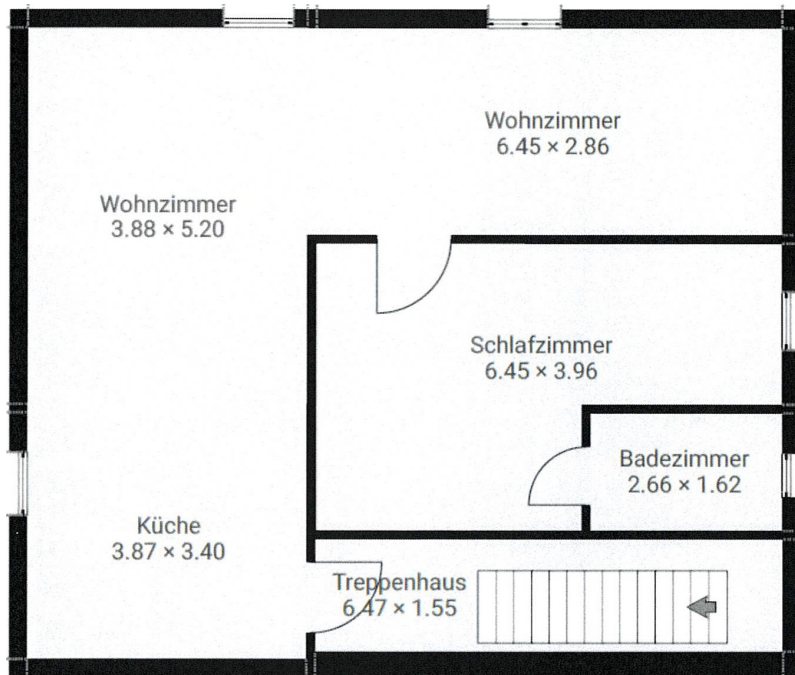 Wohnzimmer
6.45 × 2.86
Wohnzimmer
3.88 × 5.20
Schlafzimmer
6.45 × 3.96
Badezimmer
2.66 × 1.62
Küche
3.87 × 3.40
Treppenhaus
6.47 × 1.55